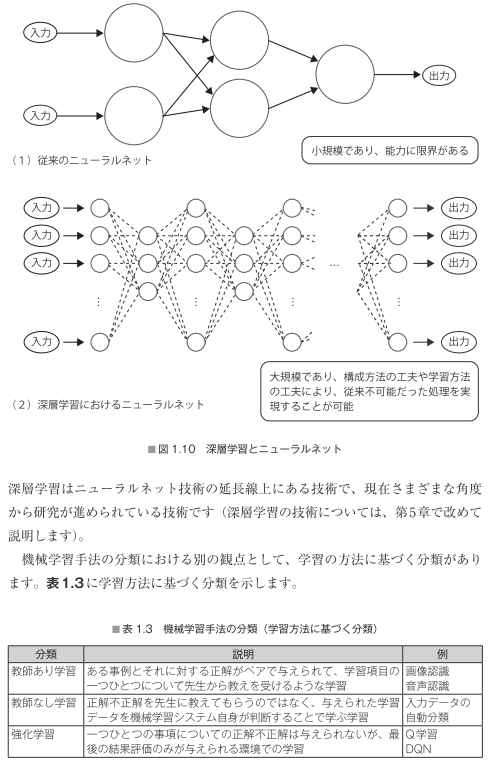 入力
入力
出力
小規模であり、能力に限界がある
（1）従来のニューラルネット
入力
出力
入力
出力
入力
出力
…
⋮
⋮
⋮
⋮
入力
出力
大規模であり、構成方法の工夫や学習方法
の工夫により、従来不可能だった処理を実
現することが可能
（2）深層学習におけるニューラルネット
■図 1.10　深層学習とニューラルネット
深層学習はニューラルネット技術の延長線上にある技術で、現在さまざまな角度
から研究が進められている技術です（深層学習の技術については、第5章で改めて
説明します）。
　機械学習手法の分類における別の観点として、学習の方法に基づく分類があり
ます。表1.3に学習方法に基づく分類を示します。
■表 1.3　機械学習手法の分類（学習方法に基づく分類）
分類　説明　例
教師あり学習　ある事例とそれに対する正解がペアで与えられて、学習項目の　画像認識
一つひとつについて先生から教えを受けるような学習　音声認識
教師なし学習　正解不正解を先生に教えてもらうのではなく、与えられた学習　入力データの
データを機械学習システム自身が判断することで学ぶ学習　自動分類
強化学習　一つひとつの事項についての正解不正解は与えられないが、最　Q学習
後の結果評価のみが与えられる環境での学習　DQN